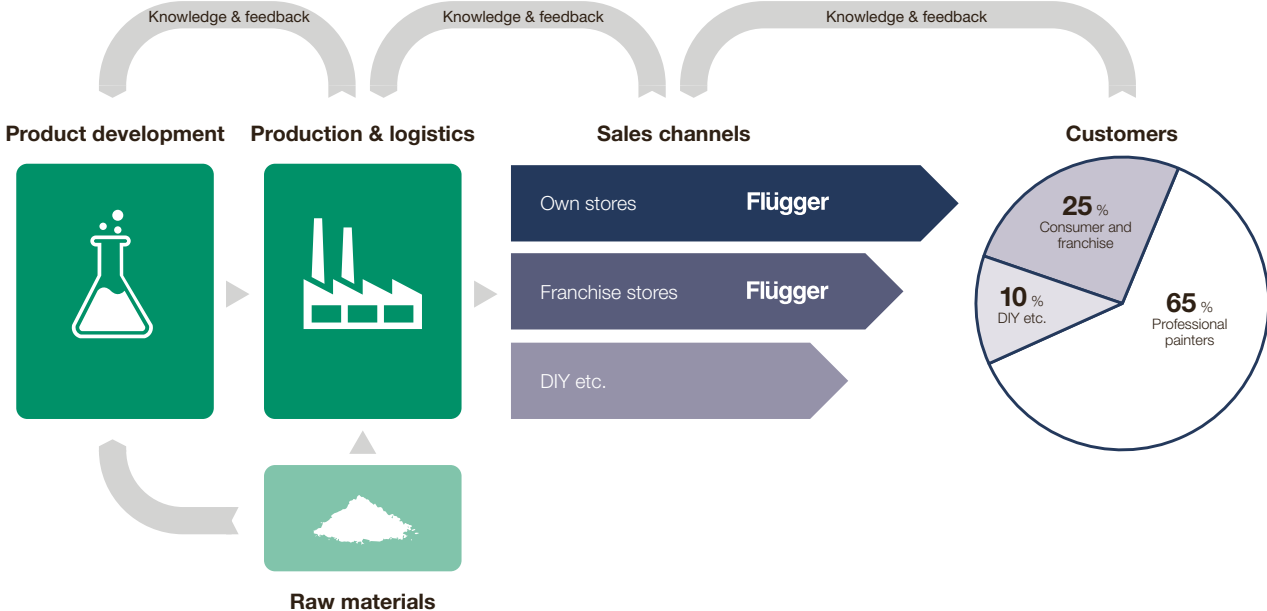 Knowledge & feedback
Knowledge & feedback
Knowledge & feedback
Product development
Production & logistics
Sales channels
Customers
Own stores
Flügger
Franchise stores
Flügger
DIY etc.
25 %
Consumer and
franchise
10 %
DIY etc.
65 %
Professional
painters
Raw materials